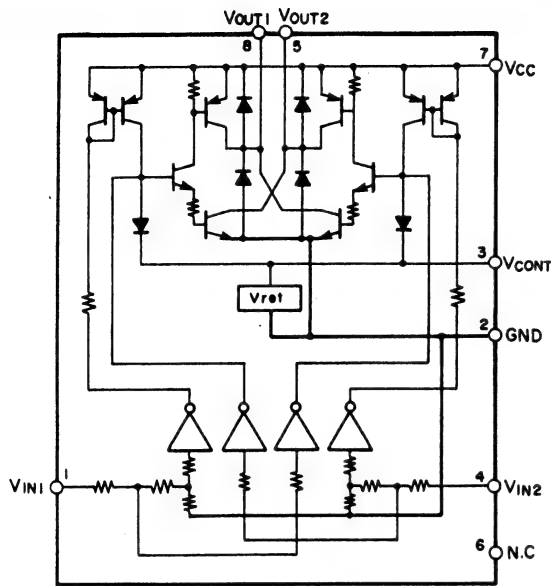 VOUT1 VOUT2
8 5
7 VCC
3 VCONT
Vref
2 GND
VIN1 1
4 VIN2
6 N.C